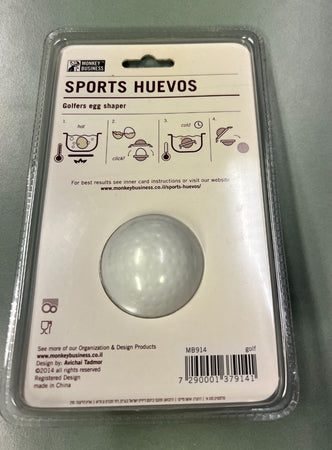 MONKEY
BUSINESS
SPORTS HUEVOS
Golfers egg shaper
1. hot
2. click!
3. cold
4.
For best results see inner card instructions or visit our website
www.monkeybusiness.co.il/sports-huevos/
See more of our Organization & Design Products
www.monkeybusiness.co.il
Design by: Avichai Tadmor
©2014 all rights reserved
Registered Design
made in China
MB914 golf
7 290001 379141